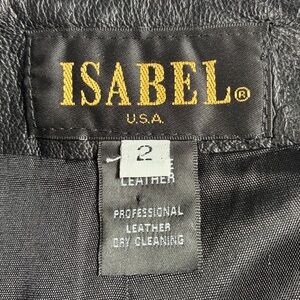 ISABEL®
U.S.A.
2
LEATHER
PROFESSIONAL
LEATHER
DRY CLEANING